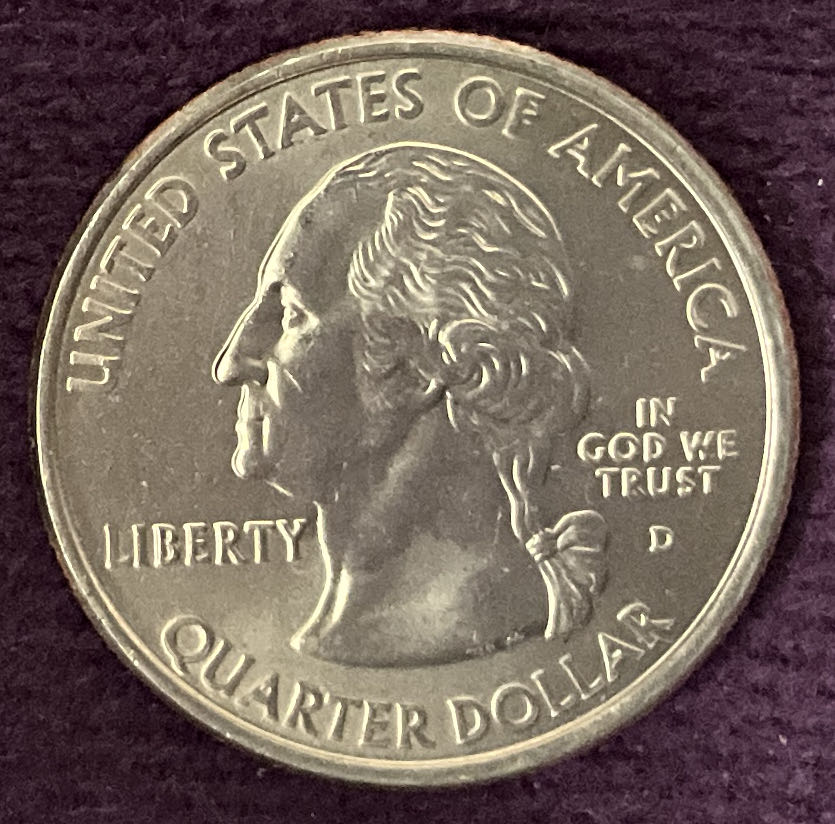 UNITED STATES OF AMERICA
IN
GOD WE
TRUST
LIBERTY
D
QUARTER DOLLAR